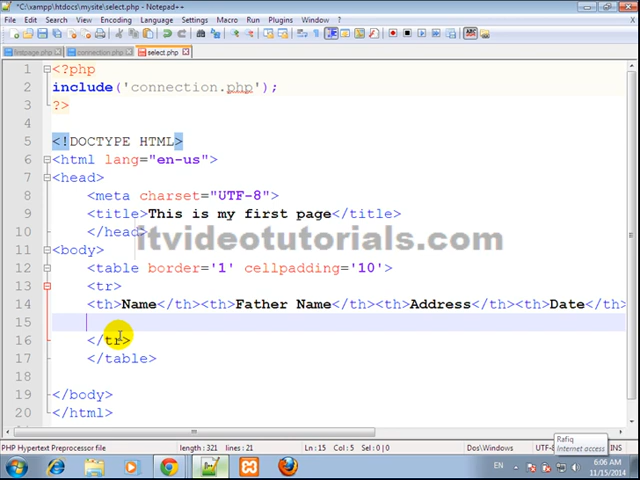 *C:\xampp\htdocs\mysite\select.php - Notepad++
File Edit Search View Encoding Language Settings Macro Run Plugins Window ?
X
firstpage.php connection.php select.php
1 <?php
2 include('connection.php');
3 ?>
4
5 <!DOCTYPE HTML>
6 <html lang="en-us">
7 <head>
8 <meta charset="UTF-8">
9 <title>This is my first page</title>
10 </head>
itvideotutorials.com
11 <body>
12 <table border='1' cellpadding='10'>
13 <tr>
14 <th>Name</th><th>Father Name</th><th>Address</th><th>Date</th>
15
16 </tr>
17 </table>
18
19 </body>
20 </html>
Rafiq
Internet access
PHP Hypertext Preprocessor file length : 321 lines : 21 Ln : 15 Col : 5 Sel : 0 | 0 Dos\Windows UTF-8 INS
EN 6:06 AM
11/15/2014